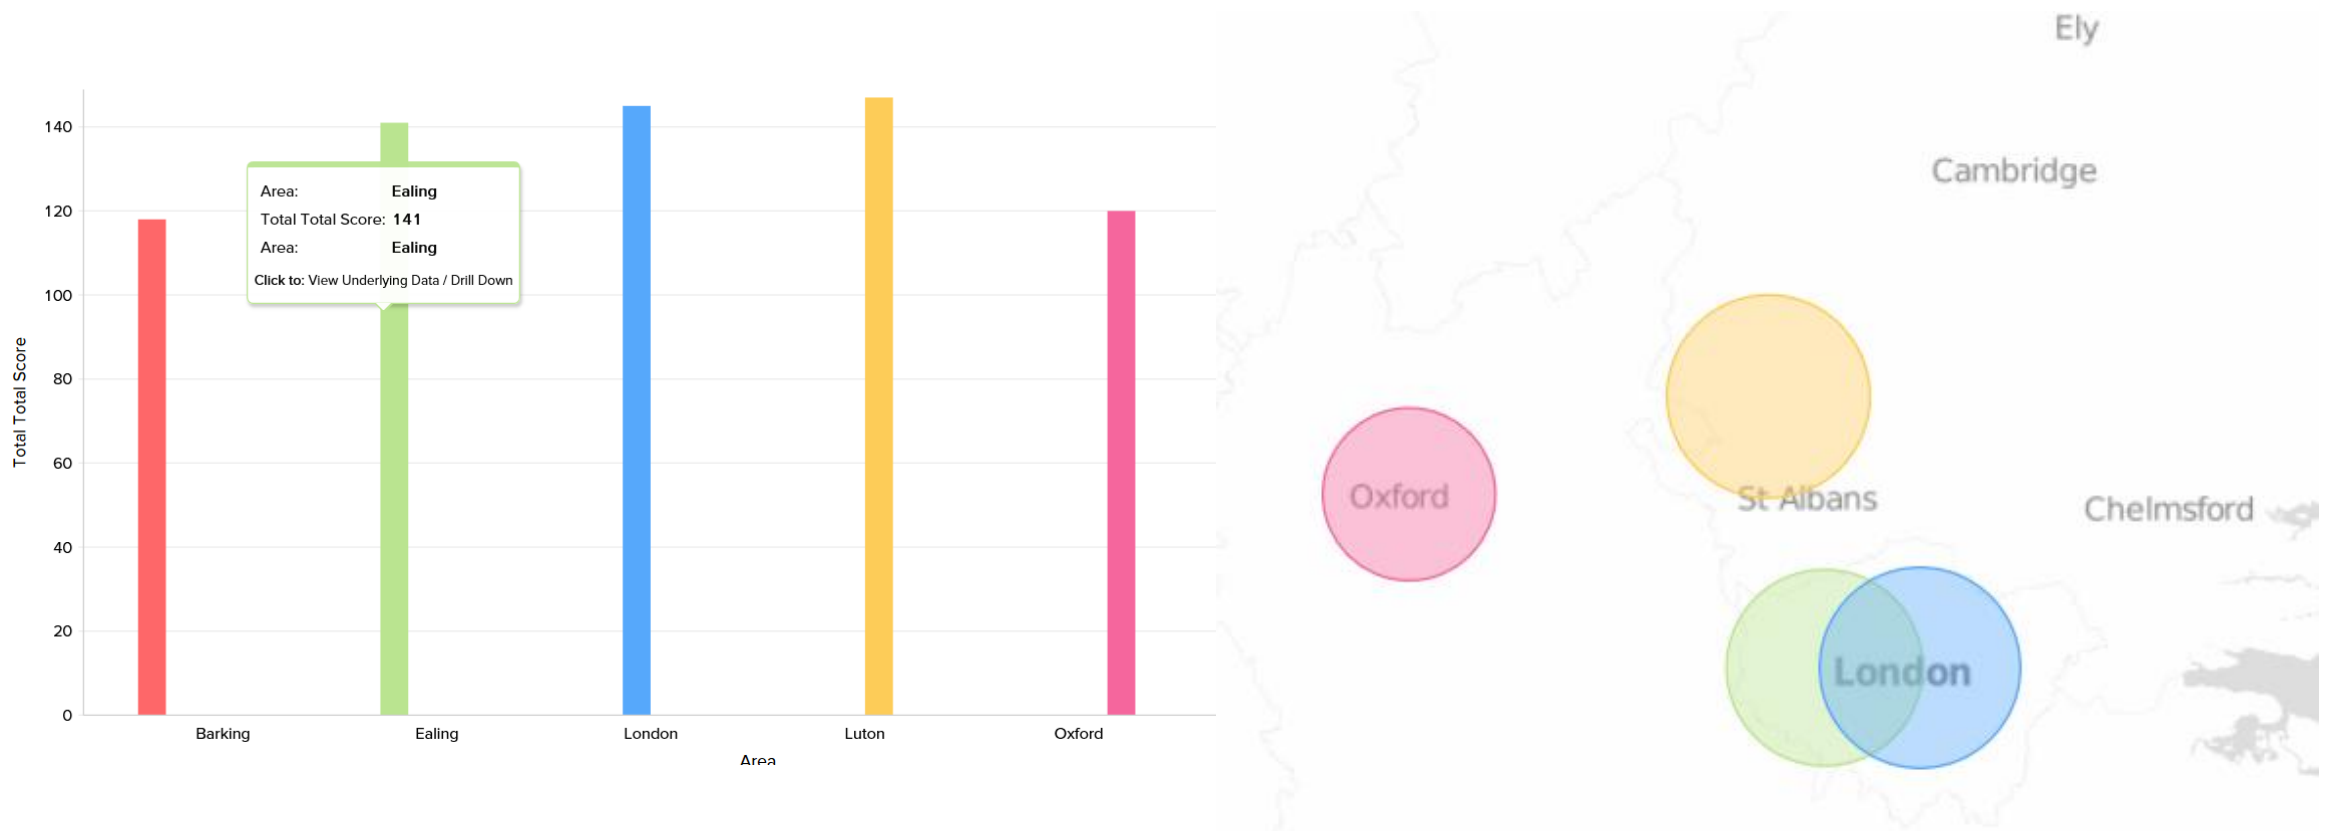 140
120
100
80
60
40
20
0
Total Total Score
Area: Ealing
Total Total Score: 141
Area: Ealing
Click to: View Underlying Data / Drill Down
Barking Ealing London Luton Oxford
Area
Ely
Cambridge
Oxford
St Albans
Chelmsford
London